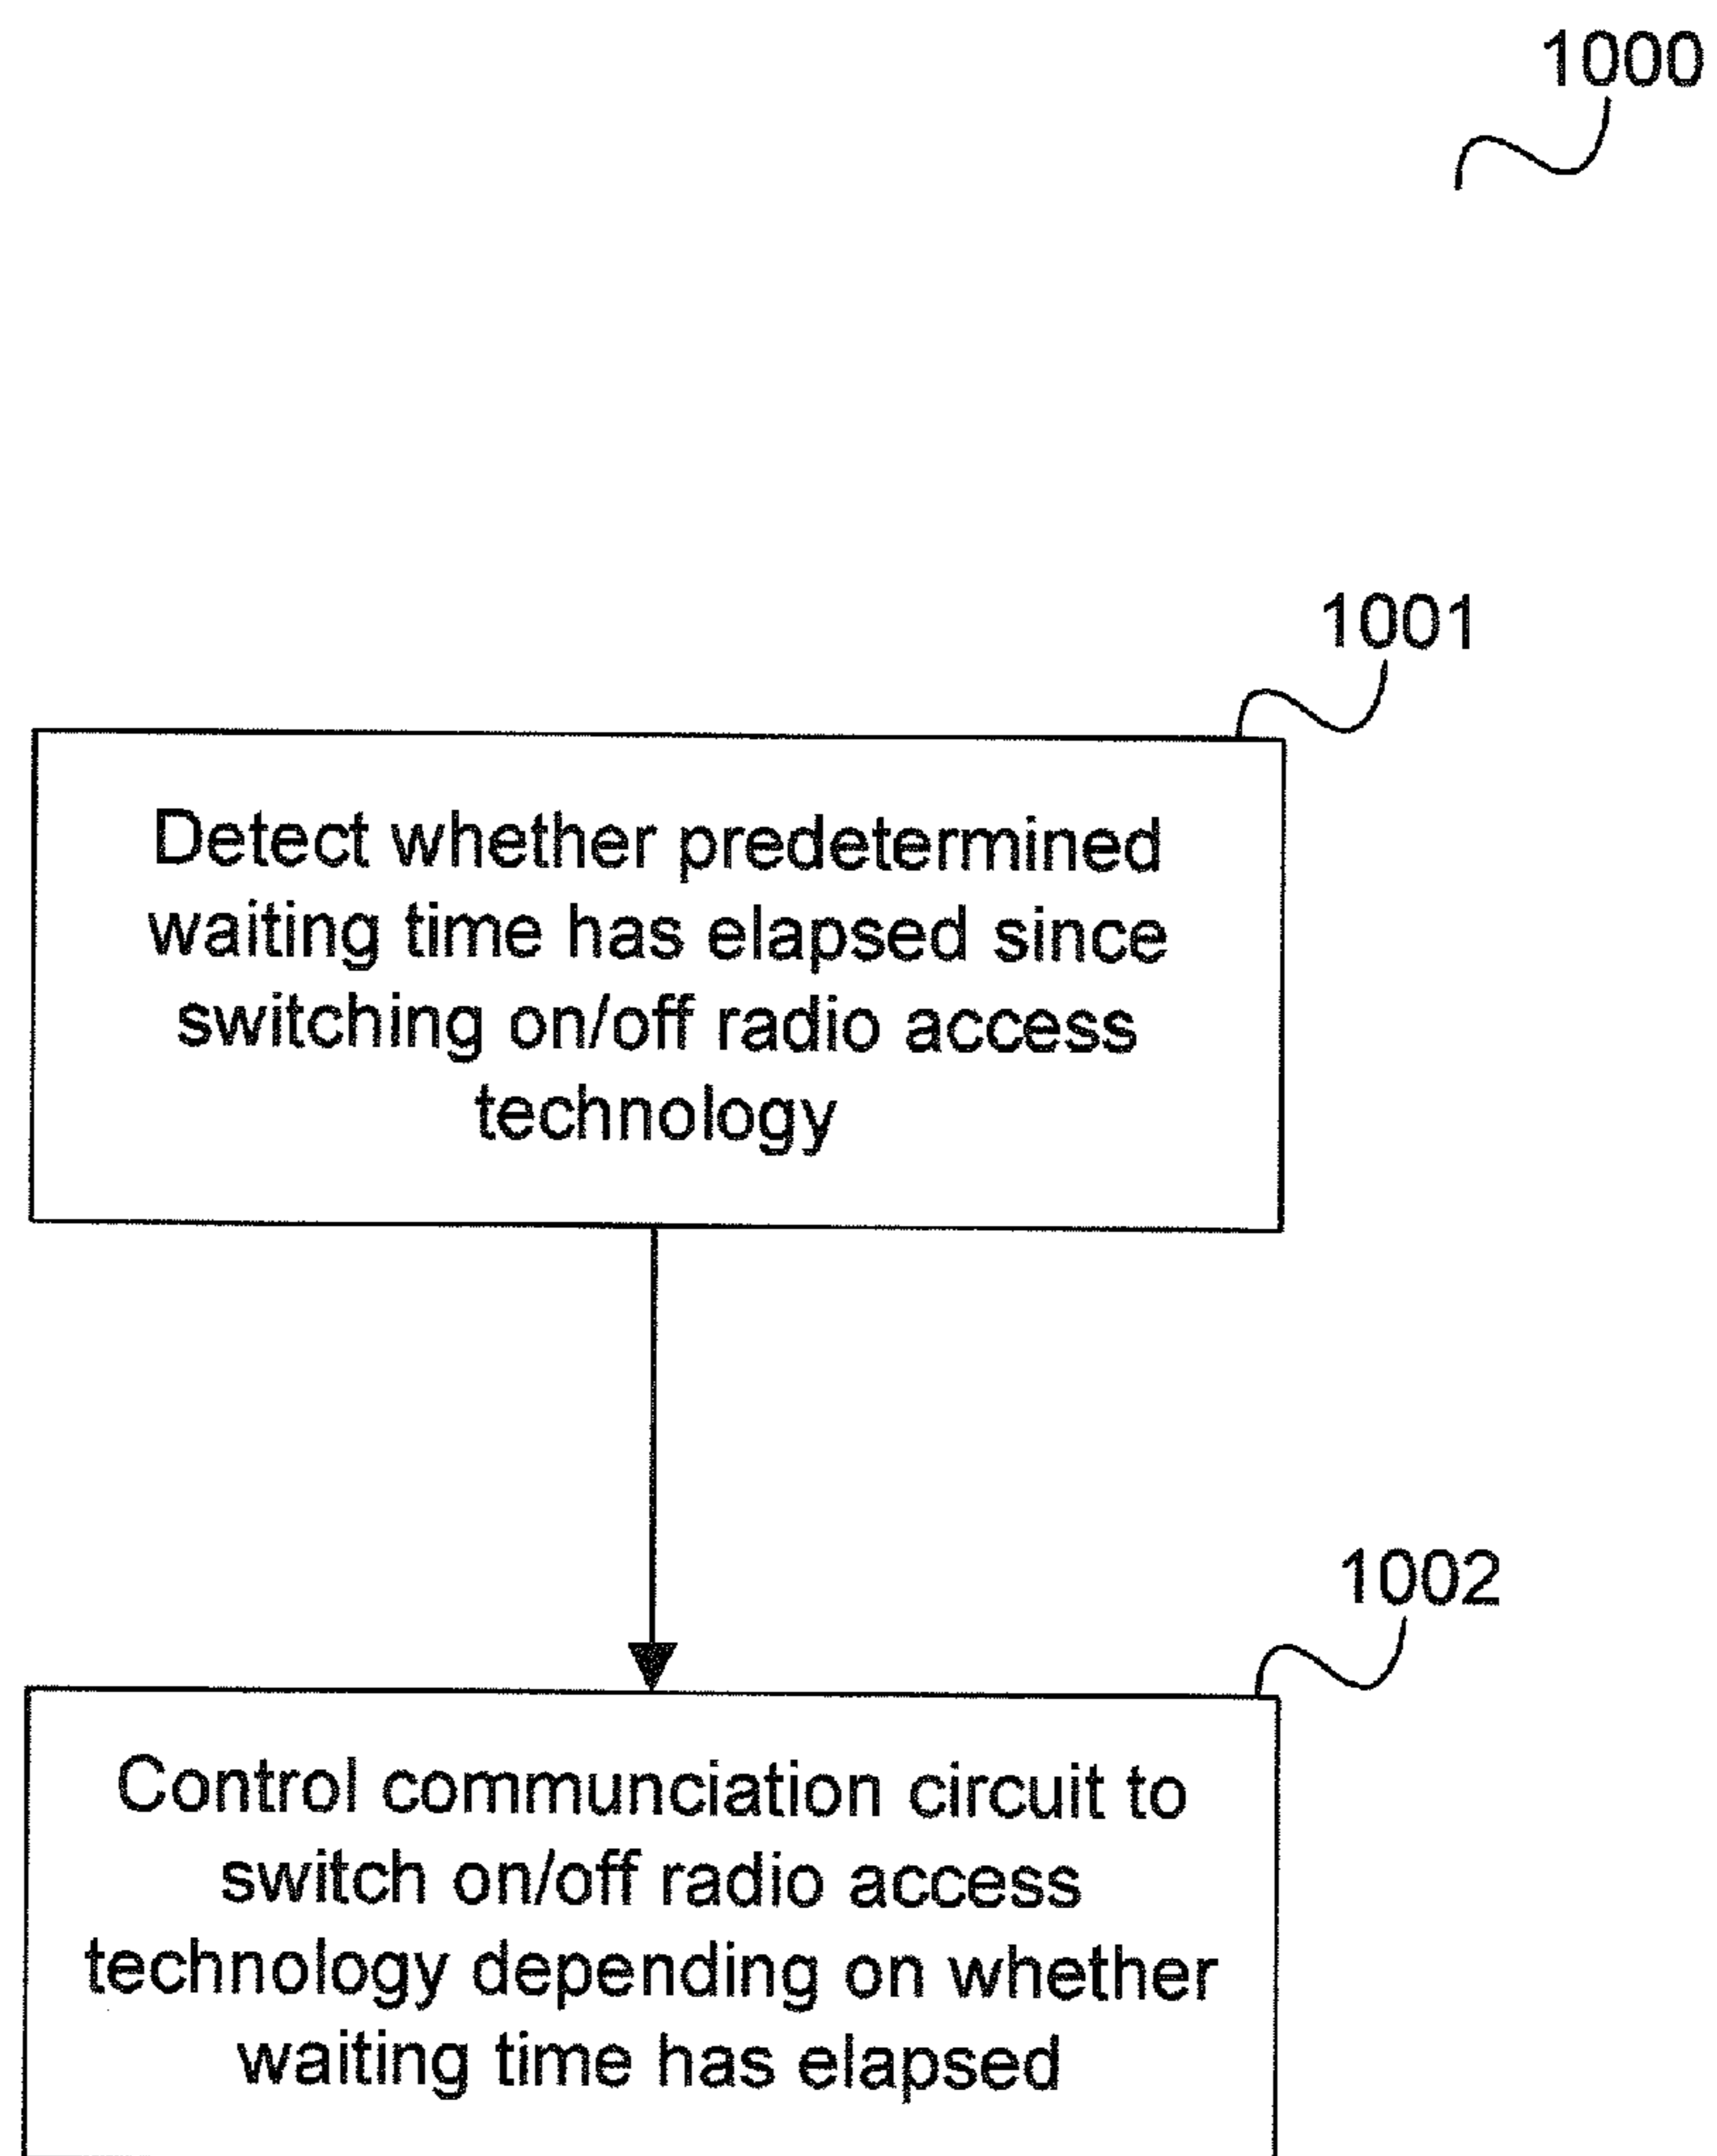 1000
1001
Detect whether predetermined
waiting time has elapsed since
switching on/off radio access
technology
1002
Control communciation circuit to
switch on/off radio access
technology depending on whether
waiting time has elapsed